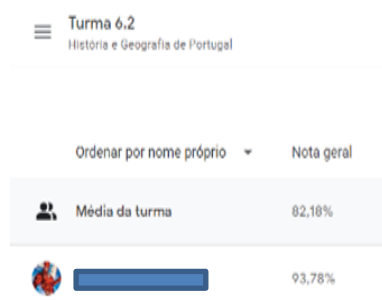 Turma 6.2
História e Geografia de Portugal
Ordenar por nome próprio Nota geral
Média da turma 82,18%
93,78%